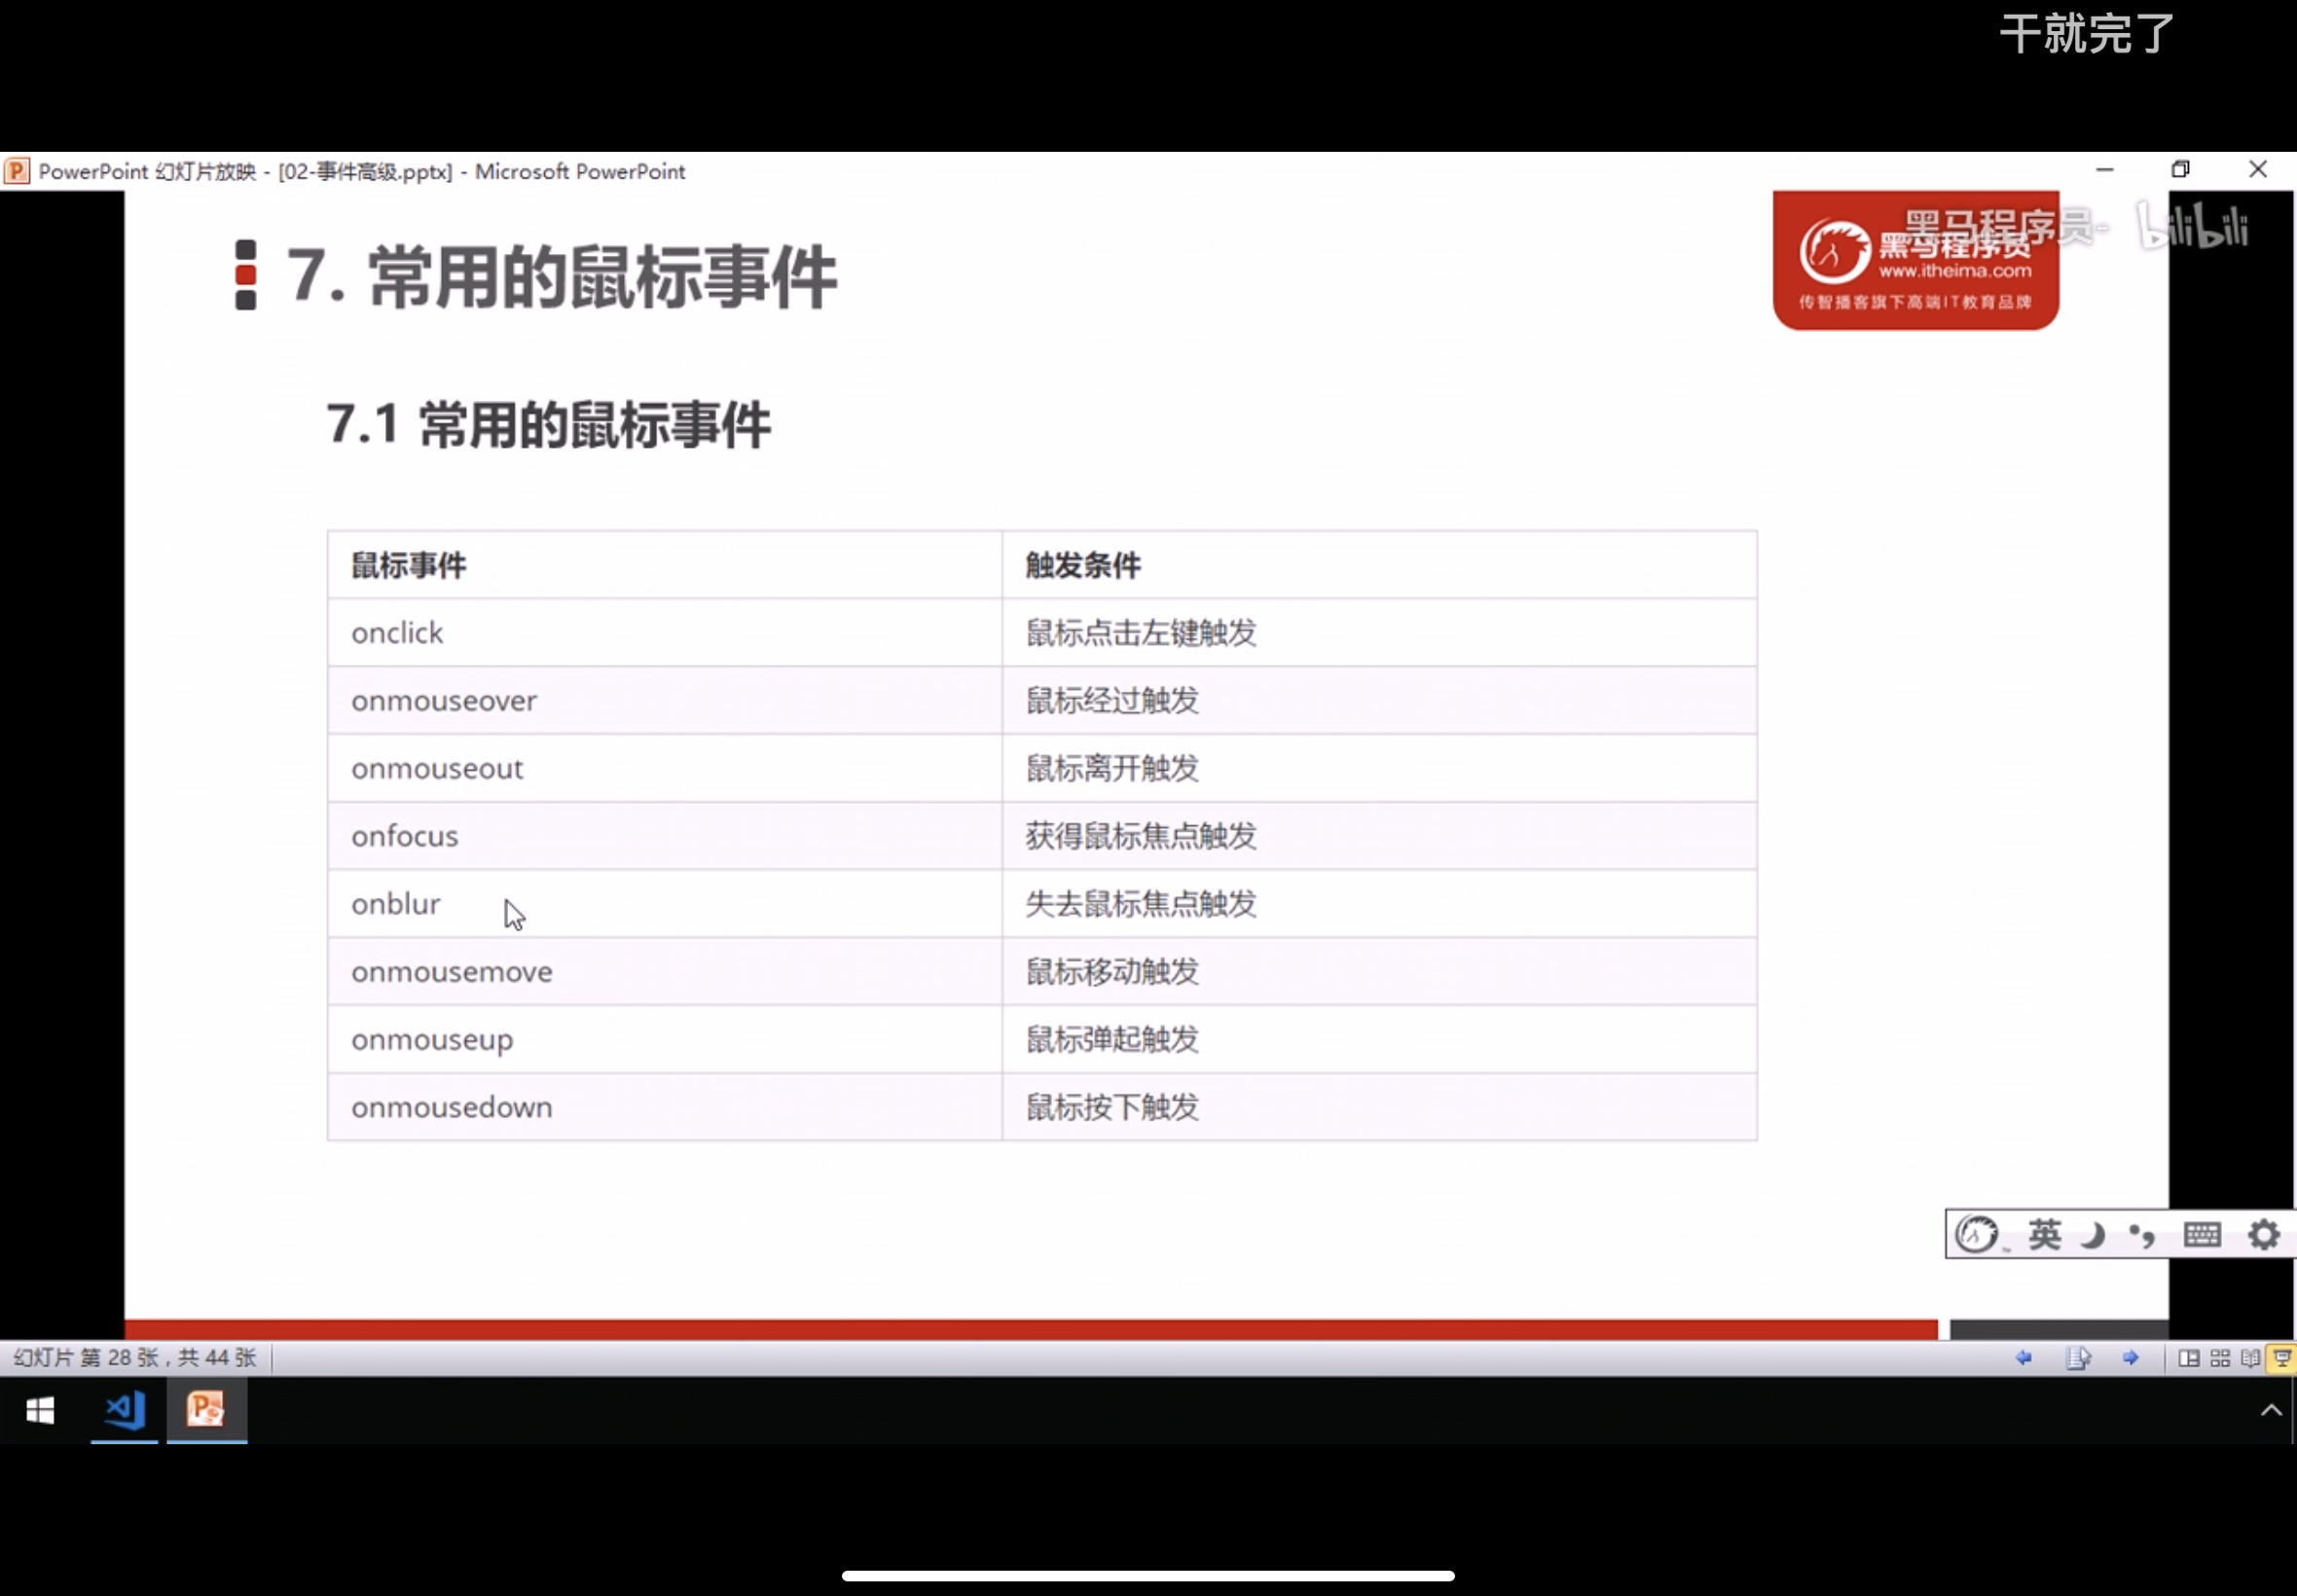 干就完了
PowerPoint 幻灯片放映 - [02-事件高级.pptx] - Microsoft PowerPoint
黑马程序员-
bilibili
黑马程序员
www.itheima.com
传智播客旗下高端IT教育品牌
7. 常用的鼠标事件
7.1 常用的鼠标事件
鼠标事件 触发条件
onclick 鼠标点击左键触发
onmouseover 鼠标经过触发
onmouseout 鼠标离开触发
onfocus 获得鼠标焦点触发
onblur 失去鼠标焦点触发
onmousemove 鼠标移动触发
onmouseup 鼠标弹起触发
onmousedown 鼠标按下触发
英
幻灯片 第 28 张，共 44 张